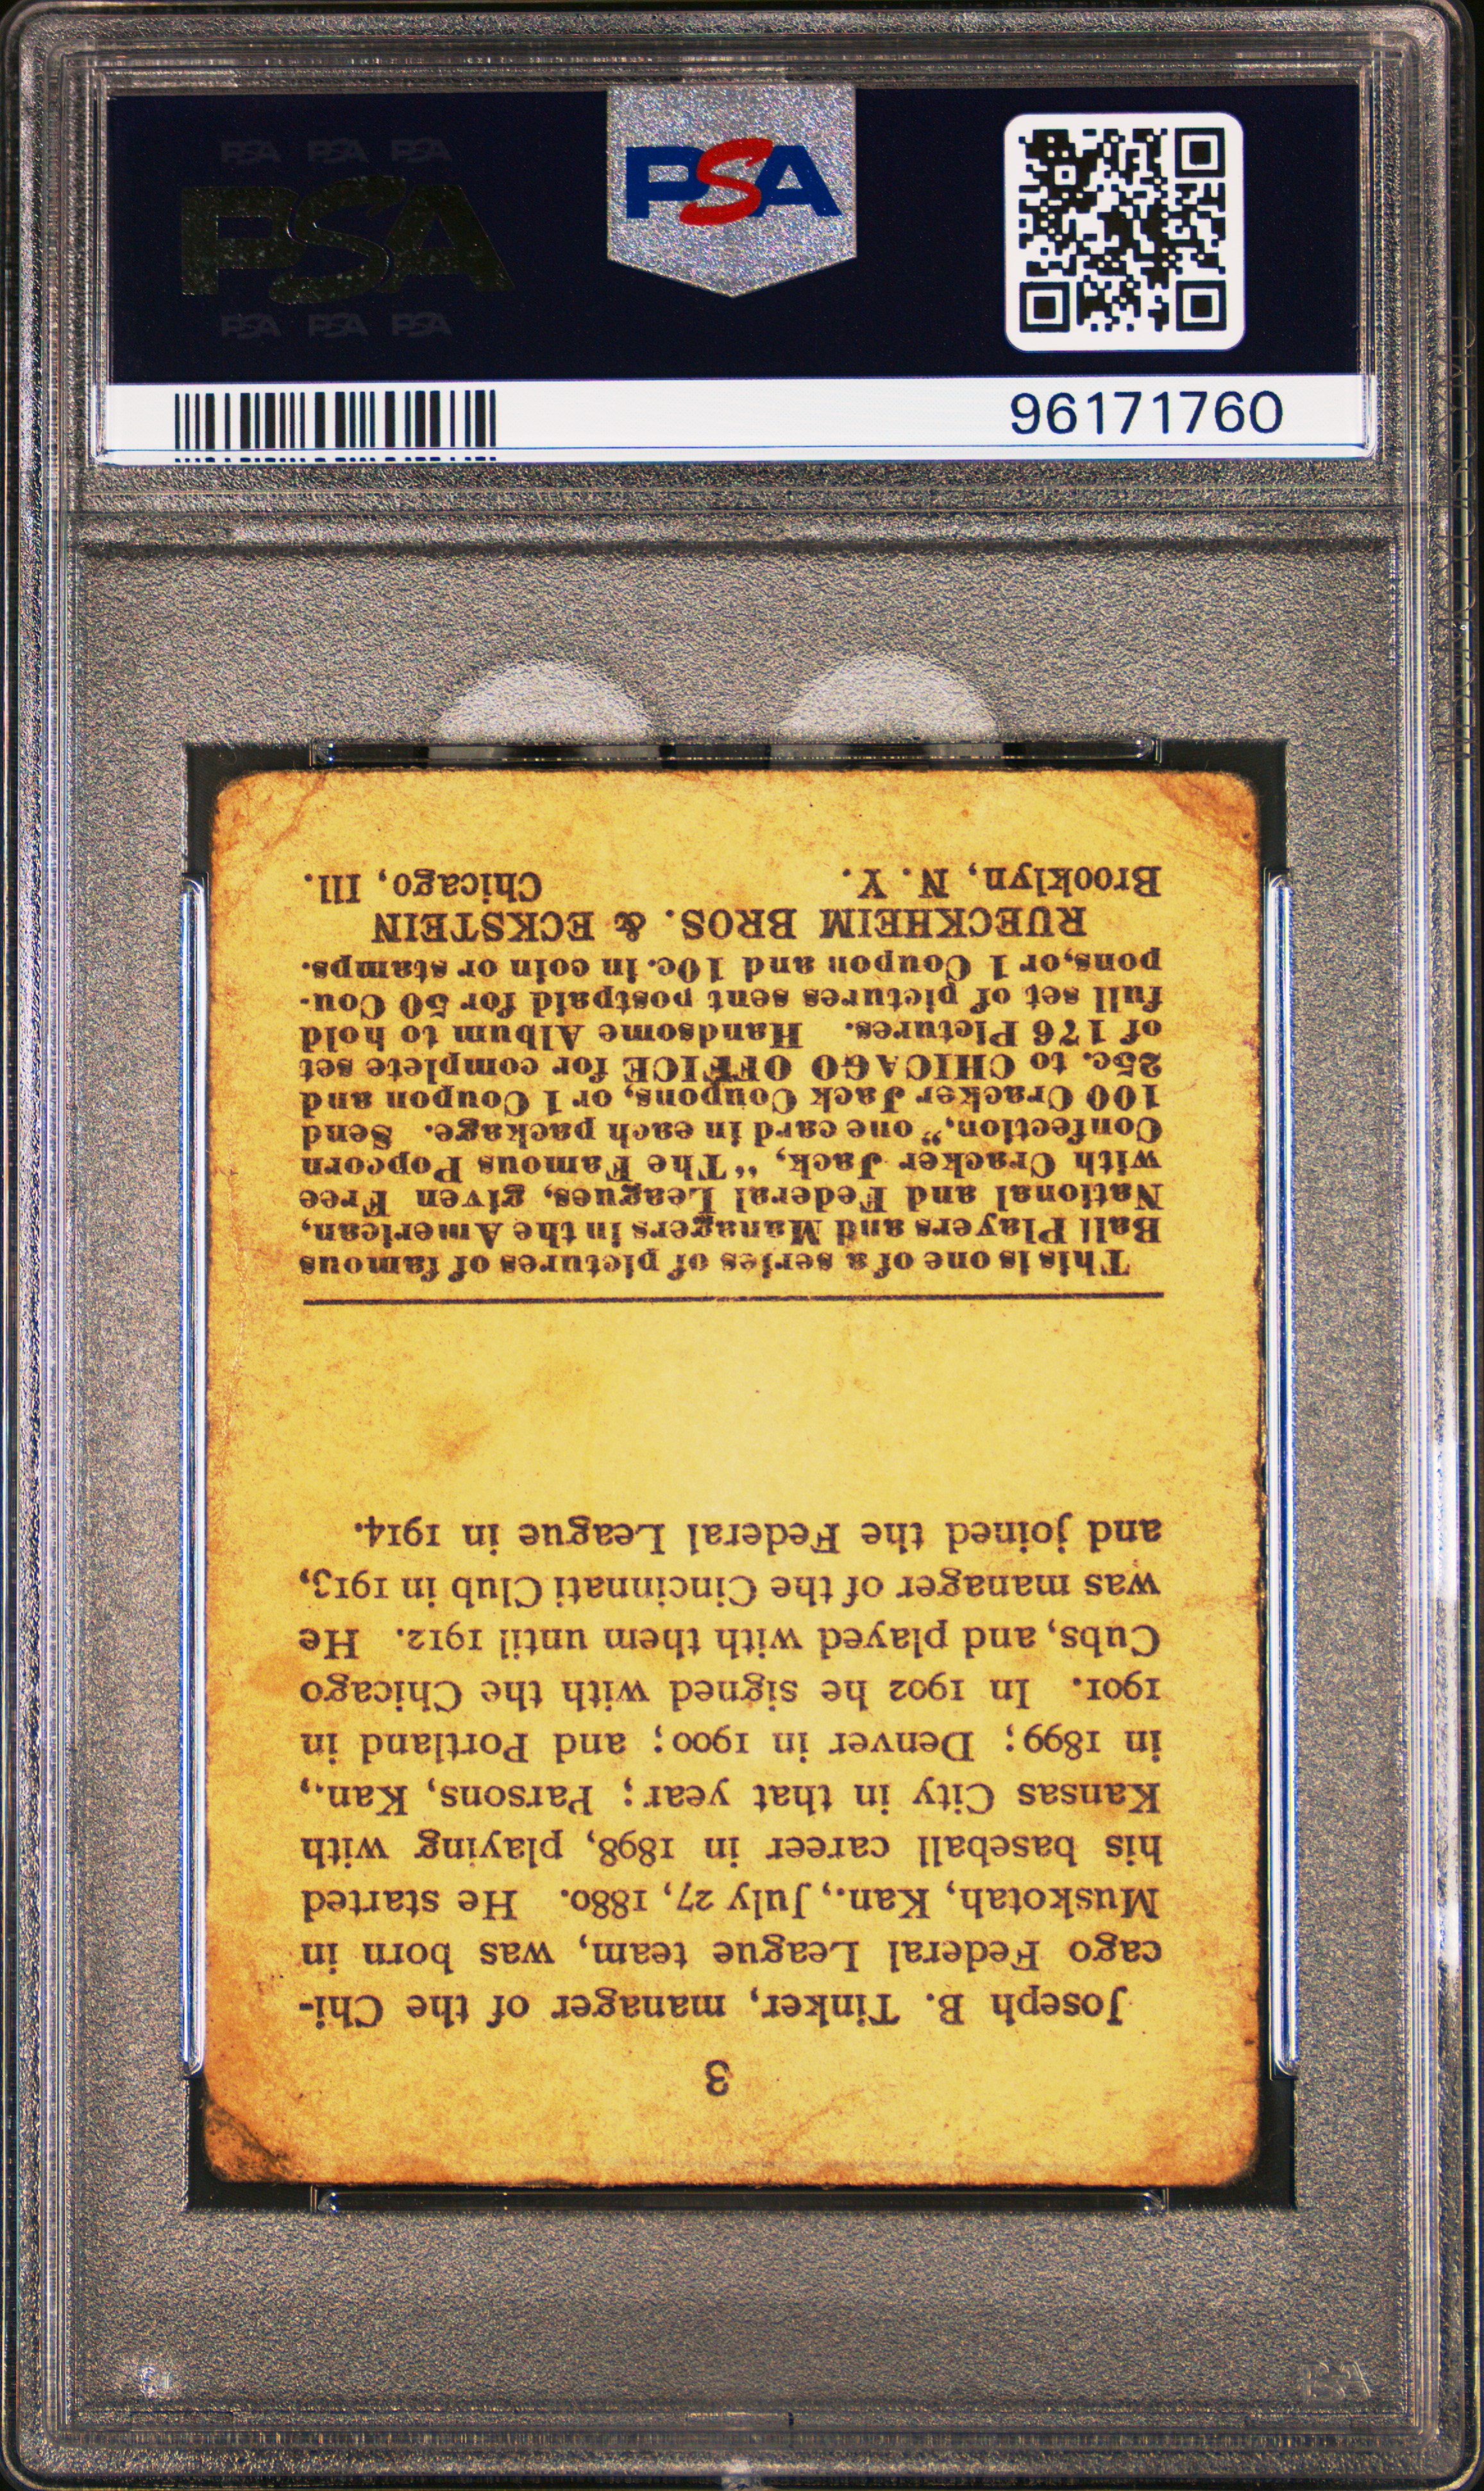 PSA PSA PSA
PSA
PSA PSA PSA
PSA
96171760
3
Joseph B. Tinker, manager of the Chi-
cago Federal League team, was born in
Muskotah, Kan., July 27, 1880. He started
his baseball career in 1898, playing with
Kansas City in that year; Parsons, Kan.,
in 1899; Denver in 1900; and Portland in
1901. In 1902 he signed with the Chicago
Cubs, and played with them until 1912. He
was manager of the Cincinnati Club in 1913,
and joined the Federal League in 1914.
This is one of a series of pictures of famous
Ball Players and Managers in the American,
National and Federal Leagues, given Free
with Cracker Jack, “The Famous Popcorn
Confection,” one card in each package. Send
100 Cracker Jack Coupons, or 1 Coupon and
25c. to CHICAGO OFFICE for complete set
of 176 Pictures. Handsome Album to hold
full set of pictures sent postpaid for 50 Cou-
pons, or 1 Coupon and 10c. in coin or stamps.
RUECKHEIM BROS. & ECKSTEIN
Brooklyn, N. Y. Chicago, Ill.